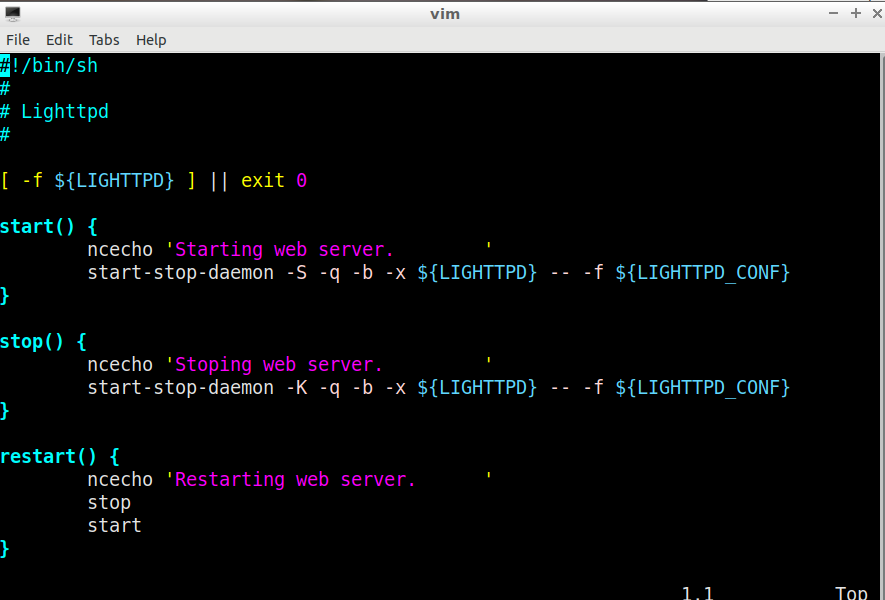 vim
File Edit Tabs Help
#!/bin/sh
#
# Lighttpd
#

[ -f ${LIGHTTPD} ] || exit 0

start() {
        ncecho 'Starting web server.        '
        start-stop-daemon -S -q -b -x ${LIGHTTPD} -- -f ${LIGHTTPD_CONF}
}

stop() {
        ncecho 'Stoping web server.         '
        start-stop-daemon -K -q -b -x ${LIGHTTPD} -- -f ${LIGHTTPD_CONF}
}

restart() {
        ncecho 'Restarting web server.      '
        stop
        start
}

1,1 Top